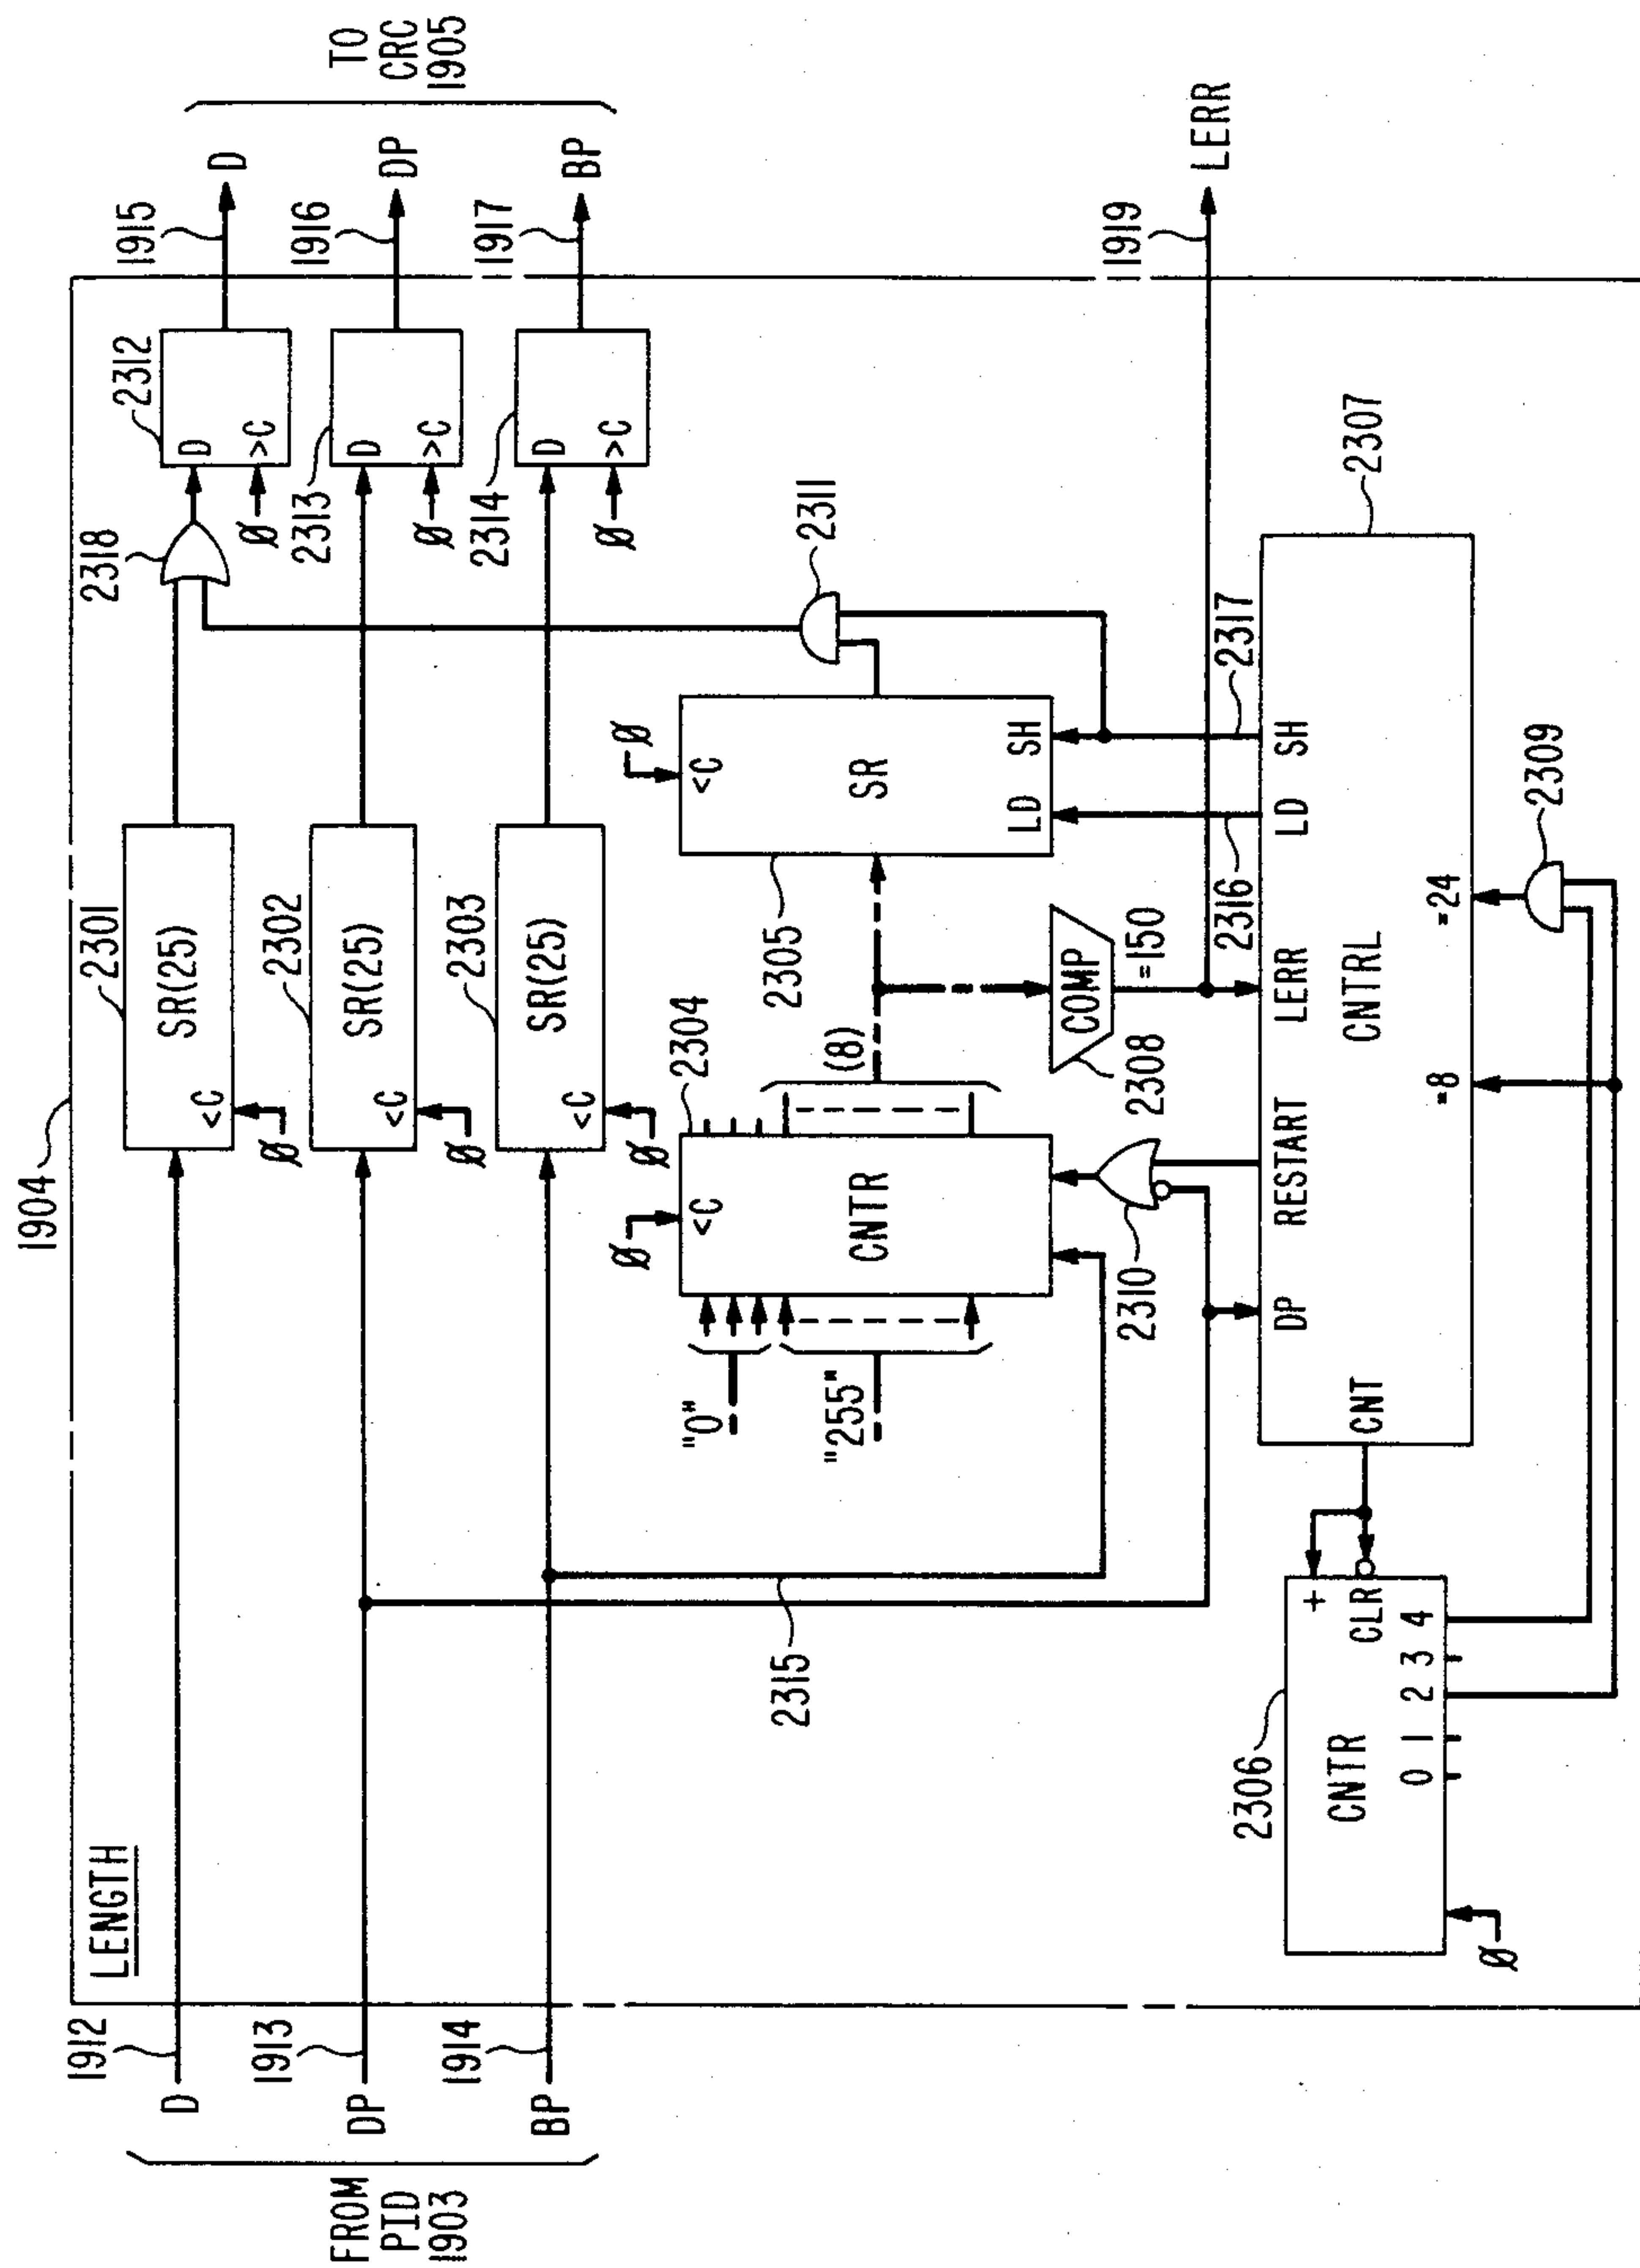 1904
LENGTH
FROM
PID
1903
D
1912
DP
1913
BP
1914
2301
SR(25)
<C
Ø
2302
SR(25)
<C
Ø
2303
SR(25)
<C
Ø
2318
2312
D
>C
Ø
2313
D
>C
Ø
2314
D
>C
Ø
1915
D
1916
DP
1917
BP
TO
CRC
1905
2315
"0"
"255"
Ø
<C
CNTR
2304
(8)
2305
Ø
<C
SR
LD
SH
2311
2308
COMP
=150
1919
LERR
2310
2316
2317
DP
RESTART
LERR
LD
SH
CNT
CNTRL
=8
=24
2307
2309
2306
CNTR
+
CLR
0 1 2 3 4
Ø